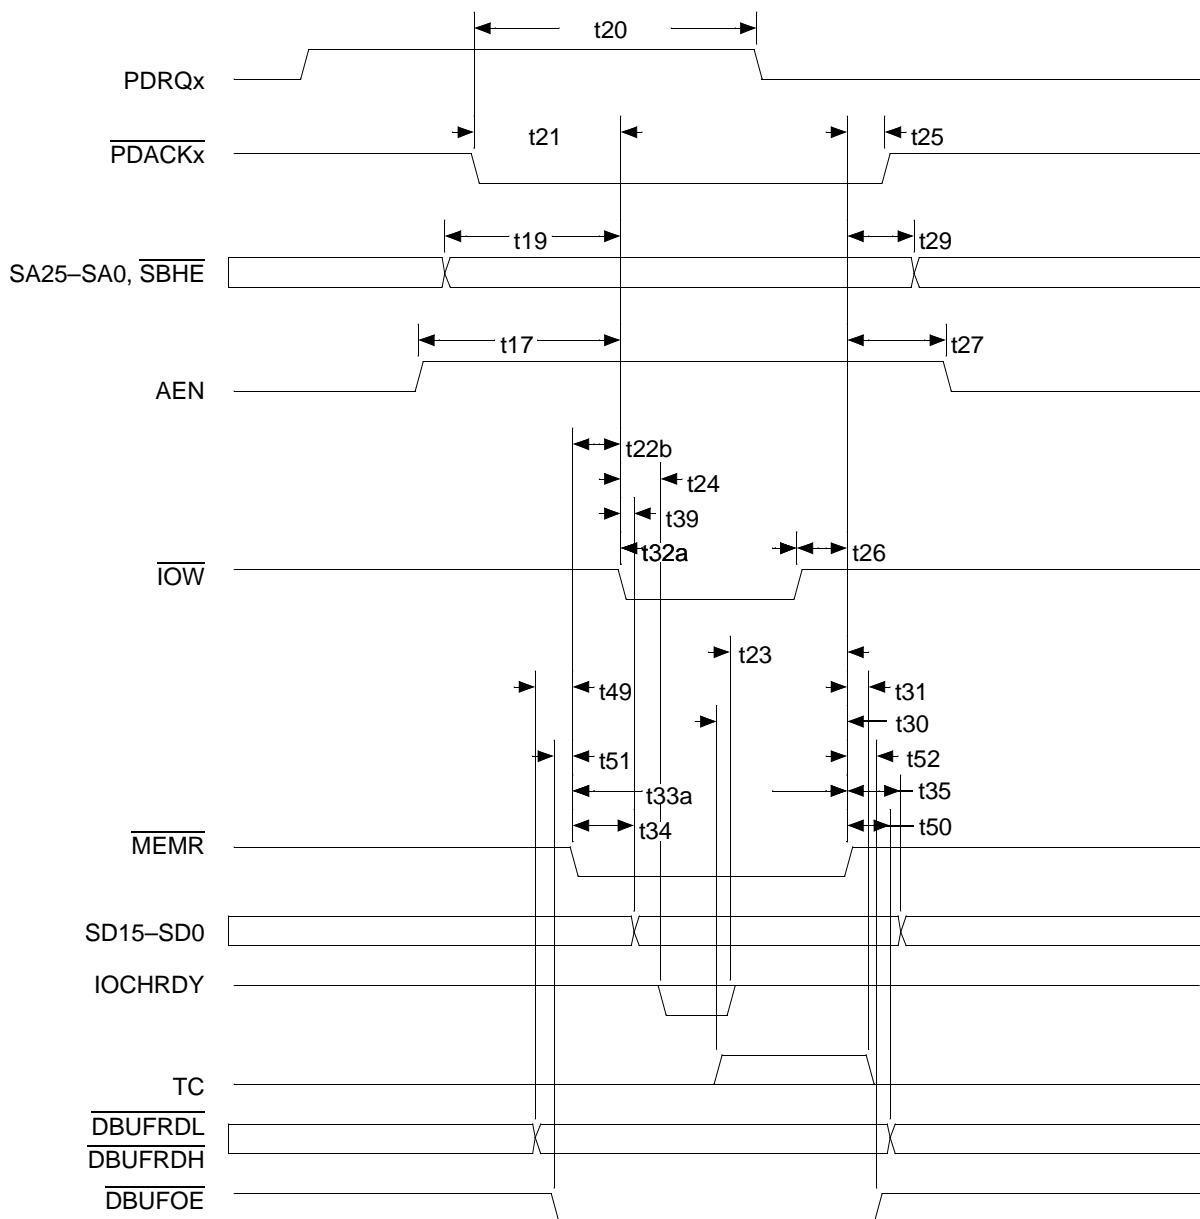 t20
PDRQx
t21
t25
PDACKx
t19
t29
SA25–SA0, SBHE
t17
t27
AEN
t22b
t24
t39
t32a
t26
IOW
t23
t49
t31
t30
t51
t52
t33a
t35
t34
t50
MEMR
SD15–SD0
IOCHRDY
TC
DBUFRDL
DBUFRDH
DBUFOE